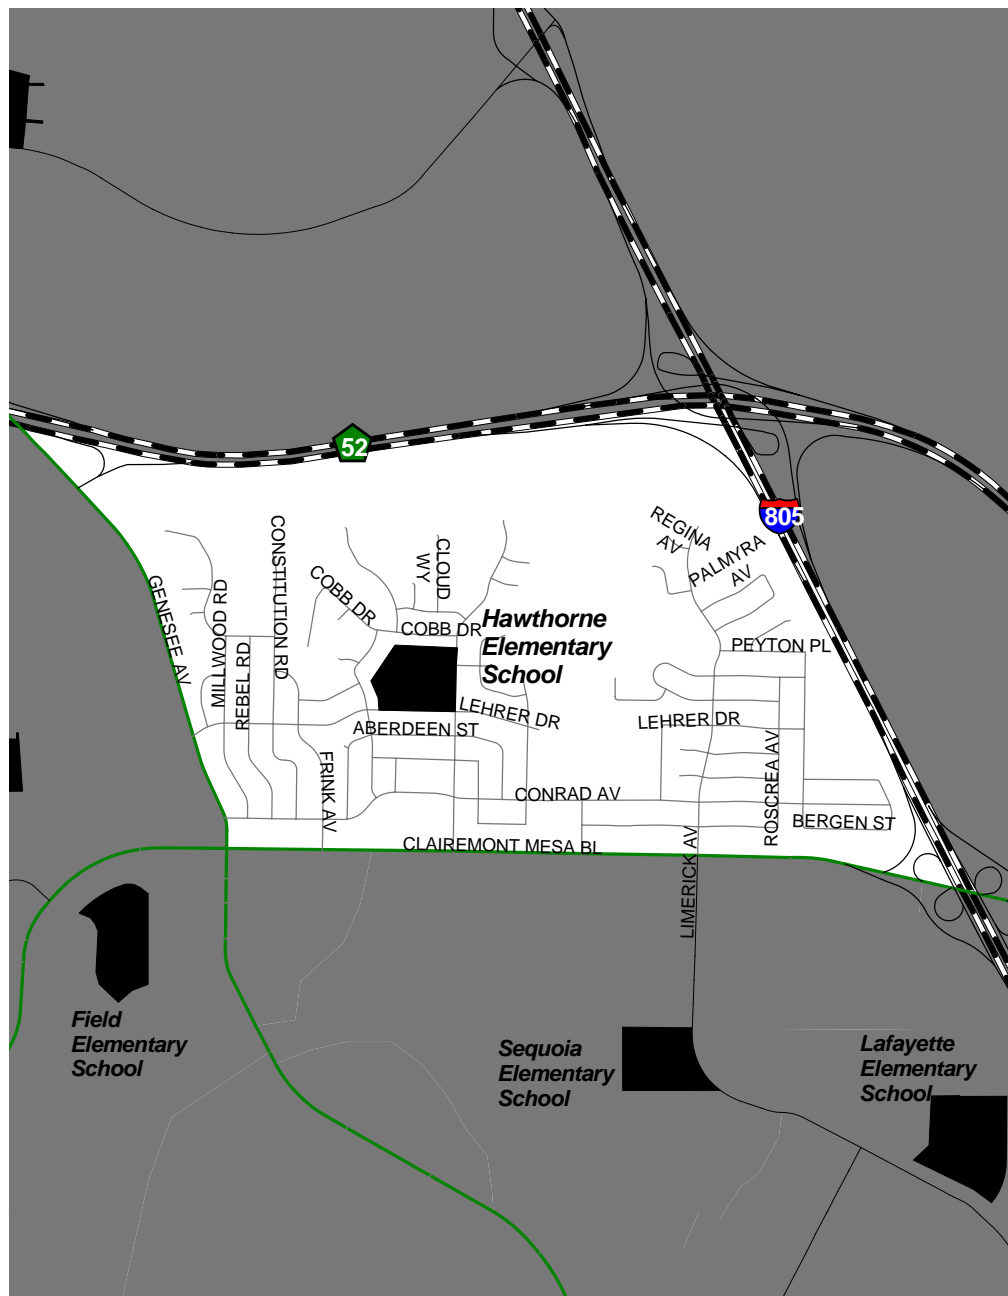 52
805
REGINA
AV
PALMYRA
AV
CONSTITUTION RD
CLOUD
WY
COBB DR
GENESEE AV
MILLWOOD RD
REBEL RD
COBB DR
Hawthorne
Elementary
School
PEYTON PL
LEHRER DR
LEHRER DR
ABERDEEN ST
FRINK AV
ROSCREA AV
CONRAD AV
BERGEN ST
CLAIREMONT MESA BL
LIMERICK AV
Field
Elementary
School
Sequoia
Elementary
School
Lafayette
Elementary
School